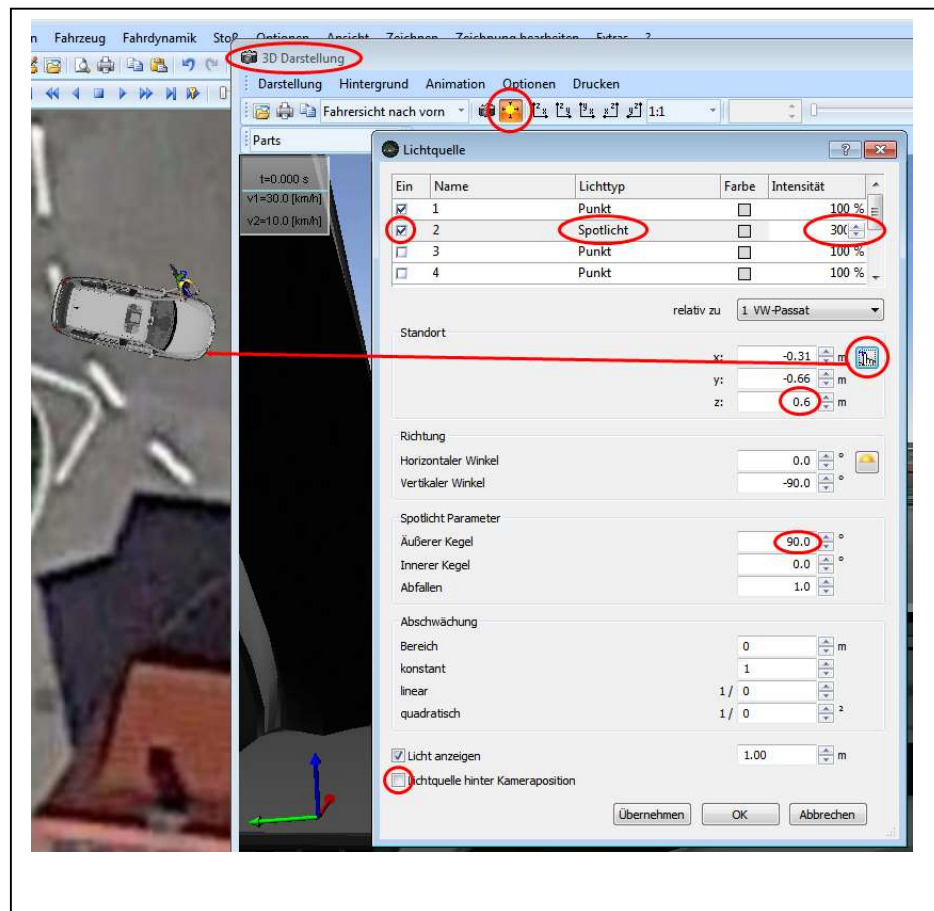 Fahrzeug Fahrdynamik Stoß Optionen Ansicht Zeichnen Zeichnung bearbeiten Extras ?
3D Darstellung
Darstellung Hintergrund Animation Optionen Drucken
Fahrersicht nach vorn 1:1
Parts
t=0.000 s
v1=30.0 [km/h]
v2=10.0 [km/h]
Lichtquelle
Ein Name Lichttyp Farbe Intensität
1 Punkt 100 %
2 Spotlicht 300
3 Punkt 100 %
4 Punkt 100 %
relativ zu 1 VW-Passat
Standort
x: -0.31 m
y: -0.66 m
z: 0.6 m
Richtung
Horizontaler Winkel 0.0 °
Vertikaler Winkel -90.0 °
Spotlicht Parameter
Äußerer Kegel 90.0 °
Innerer Kegel 0.0 °
Abfallen 1.0
Abschwächung
Bereich 0 m
konstant 1
linear 1 / 0
quadratisch 1 / 0 ²
Licht anzeigen 1.00 m
Lichtquelle hinter Kameraposition
Übernehmen OK Abbrechen